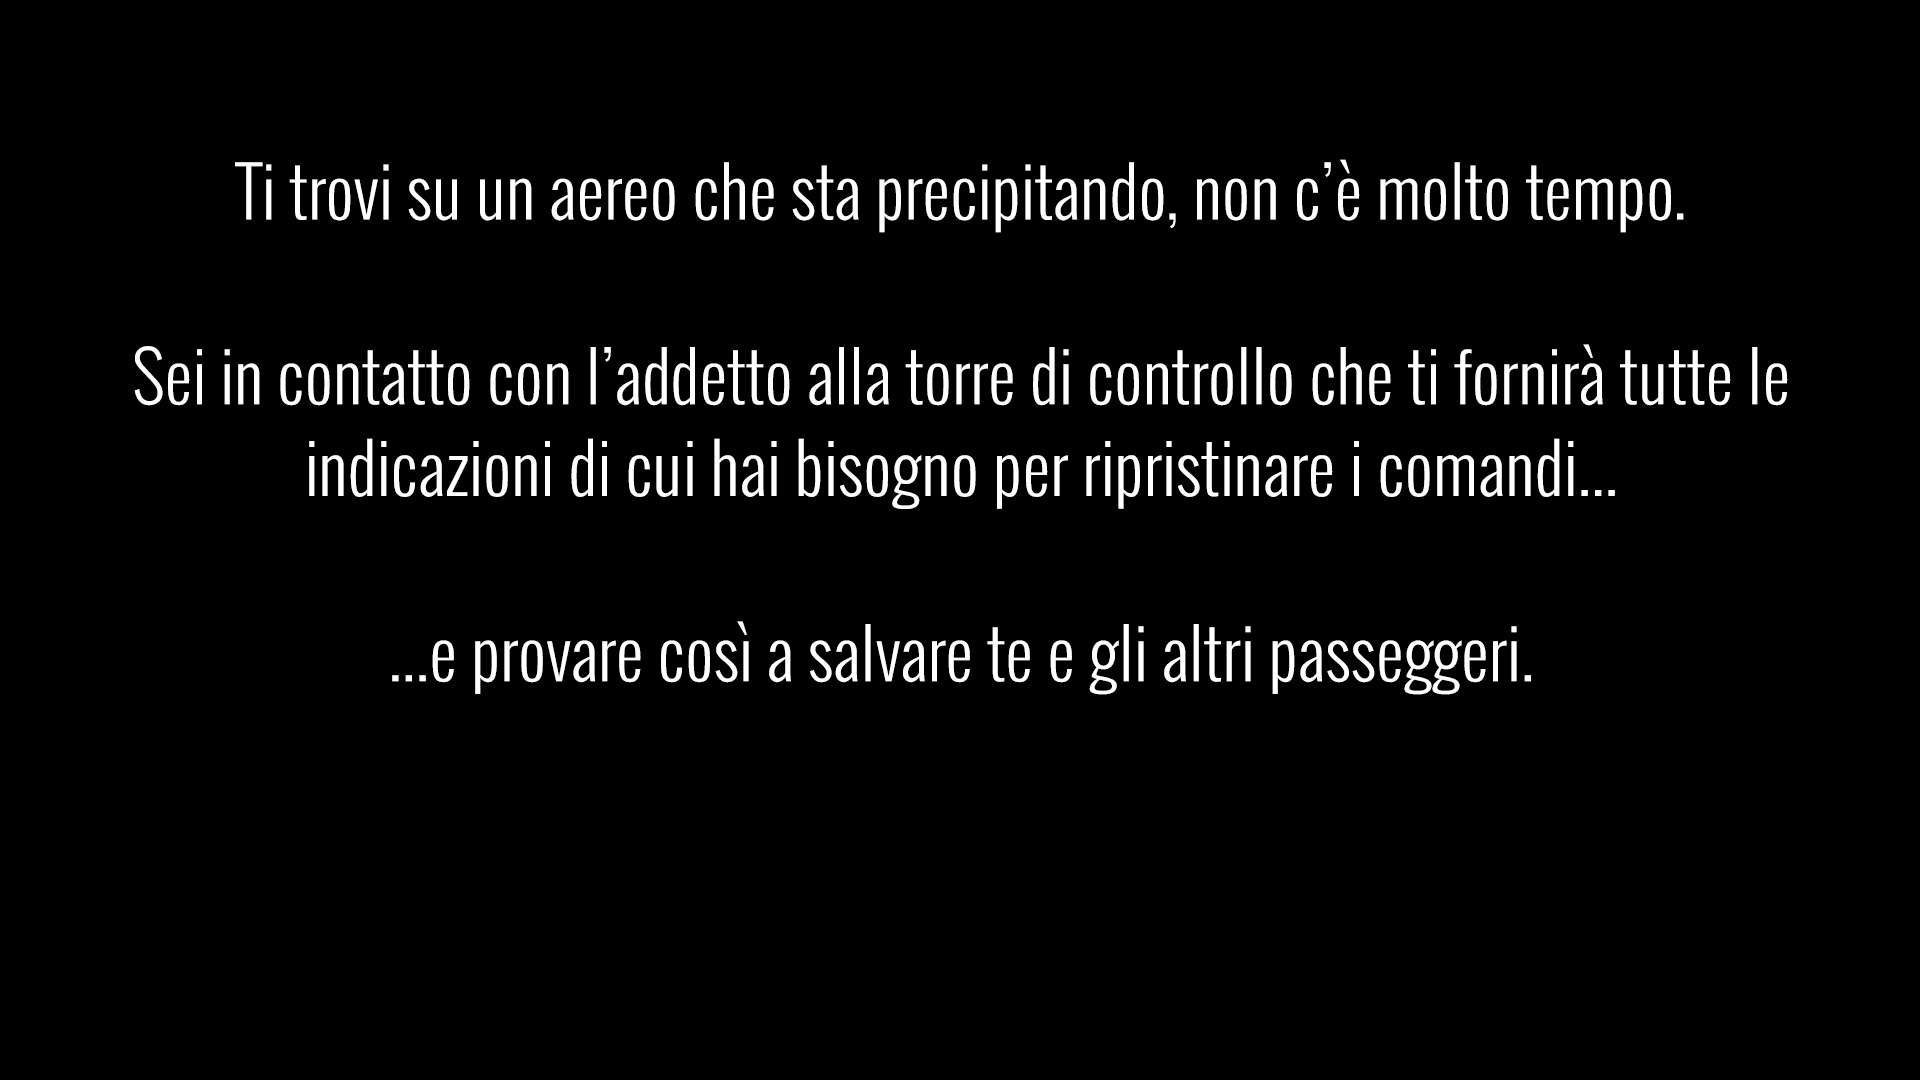 Ti trovi su un aereo che sta precipitando, non c’è molto tempo.
Sei in contatto con l’addetto alla torre di controllo che ti fornirà tutte le
indicazioni di cui hai bisogno per ripristinare i comandi...
...e provare così a salvare te e gli altri passeggeri.